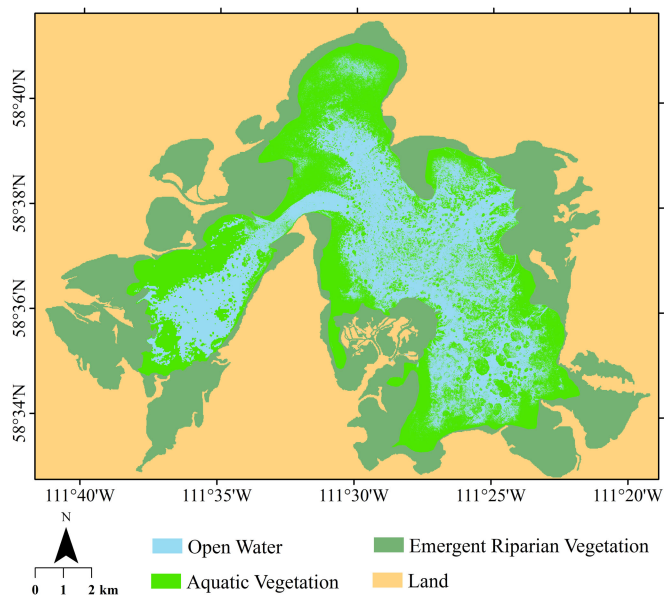 58°40'N
58°38'N
58°36'N
58°34'N
111°40'W 111°35'W 111°30'W 111°25'W 111°20'W
N
0 1 2 km
Open Water
Emergent Riparian Vegetation
Aquatic Vegetation
Land